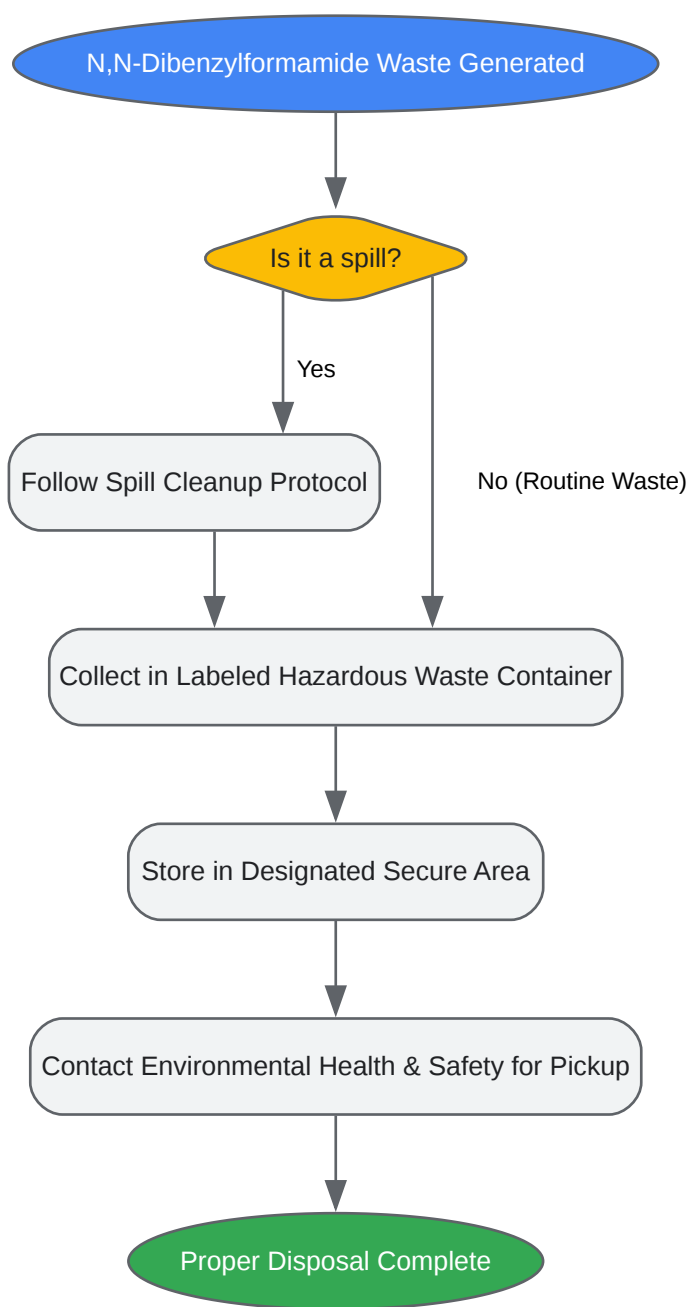 N,N-Dibenzylformamide Waste Generated
Is it a spill?
Yes
Follow Spill Cleanup Protocol
No (Routine Waste)
Collect in Labeled Hazardous Waste Container
Store in Designated Secure Area
Contact Environmental Health & Safety for Pickup
Proper Disposal Complete